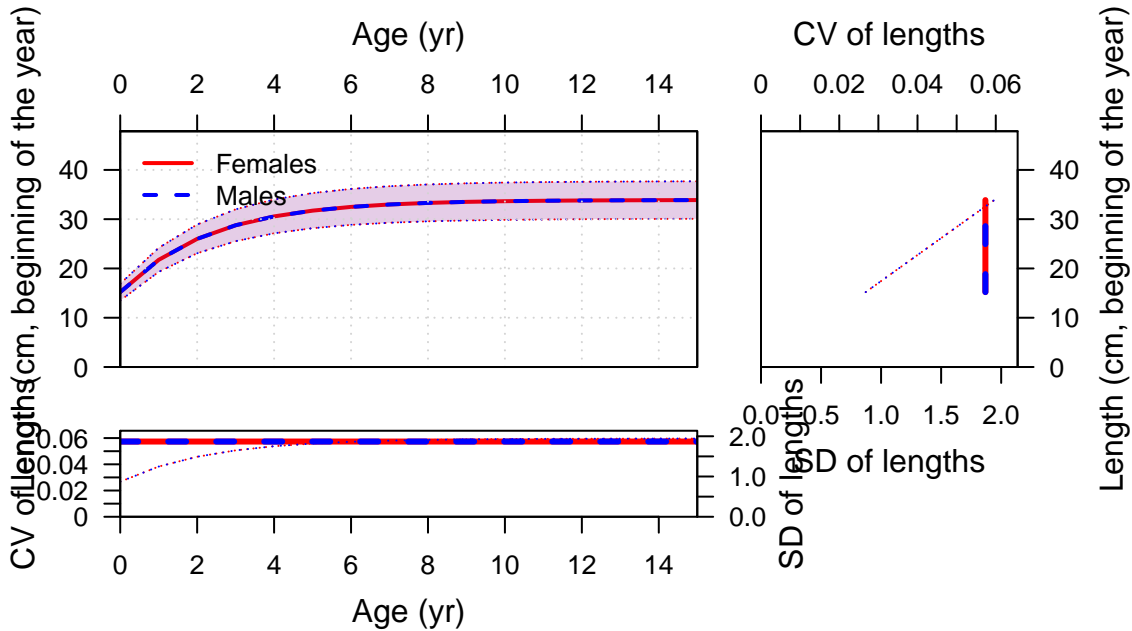 Age (yr)
CV of lengths
0 2 4 6 8 10 12 14
0 0.02 0.04 0.06
Length (cm, beginning of the year)
40
30
20
10
0
Females
Males
40
30
20
10
0
Length (cm, beginning of the year)
0.0 0.5 1.0 1.5 2.0
SD of lengths
CV of lengths
0.06
0.04
0.02
0
2.0
1.0
0.0
SD of lengths
0 2 4 6 8 10 12 14
Age (yr)